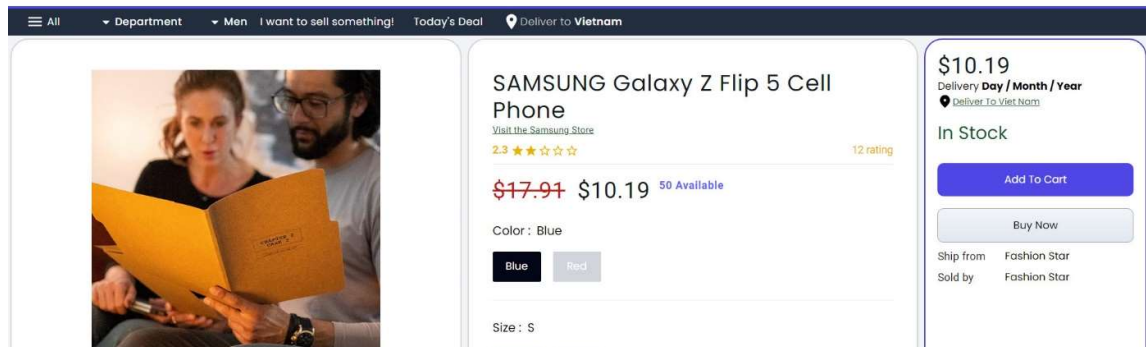 All
Department
Men
I want to sell something!
Today's Deal
Deliver to Vietnam
SAMSUNG Galaxy Z Flip 5 Cell
Phone
Visit the Samsung Store
2.3
12 rating
$17.91 $10.19 50 Available
Color : Blue
Blue
Red
Size : S
$10.19
Delivery Day / Month / Year
Deliver To Viet Nam
In Stock
Add To Cart
Buy Now
Ship from Fashion Star
Sold by Fashion Star